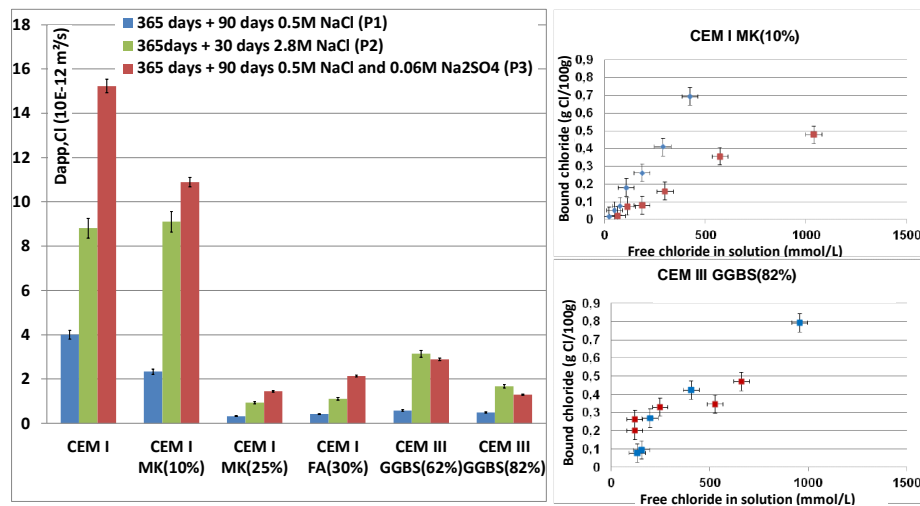 18
16
14
12
10
8
6
4
2
0
Dapp,Cl (10E-12 m²/s)
365 days + 90 days 0.5M NaCl (P1)
365days + 30 days 2.8M NaCl (P2)
365 days + 90 days 0.5M NaCl and 0.06M Na2SO4 (P3)
CEM I CEM I CEM I CEM I CEM III CEM III
MK(10%) MK(25%) FA(30%) GGBS(62%) GGBS(82%)
CEM I MK(10%)
Bound chloride (g Cl/100g)
0,9
0,8
0,7
0,6
0,5
0,4
0,3
0,2
0,1
0
0 500 1000 1500
Free chloride in solution (mmol/L)
CEM III GGBS(82%)
Bound chloride (g Cl/100g)
0,9
0,8
0,7
0,6
0,5
0,4
0,3
0,2
0,1
0
0 500 1000 1500
Free chloride in solution (mmol/L)